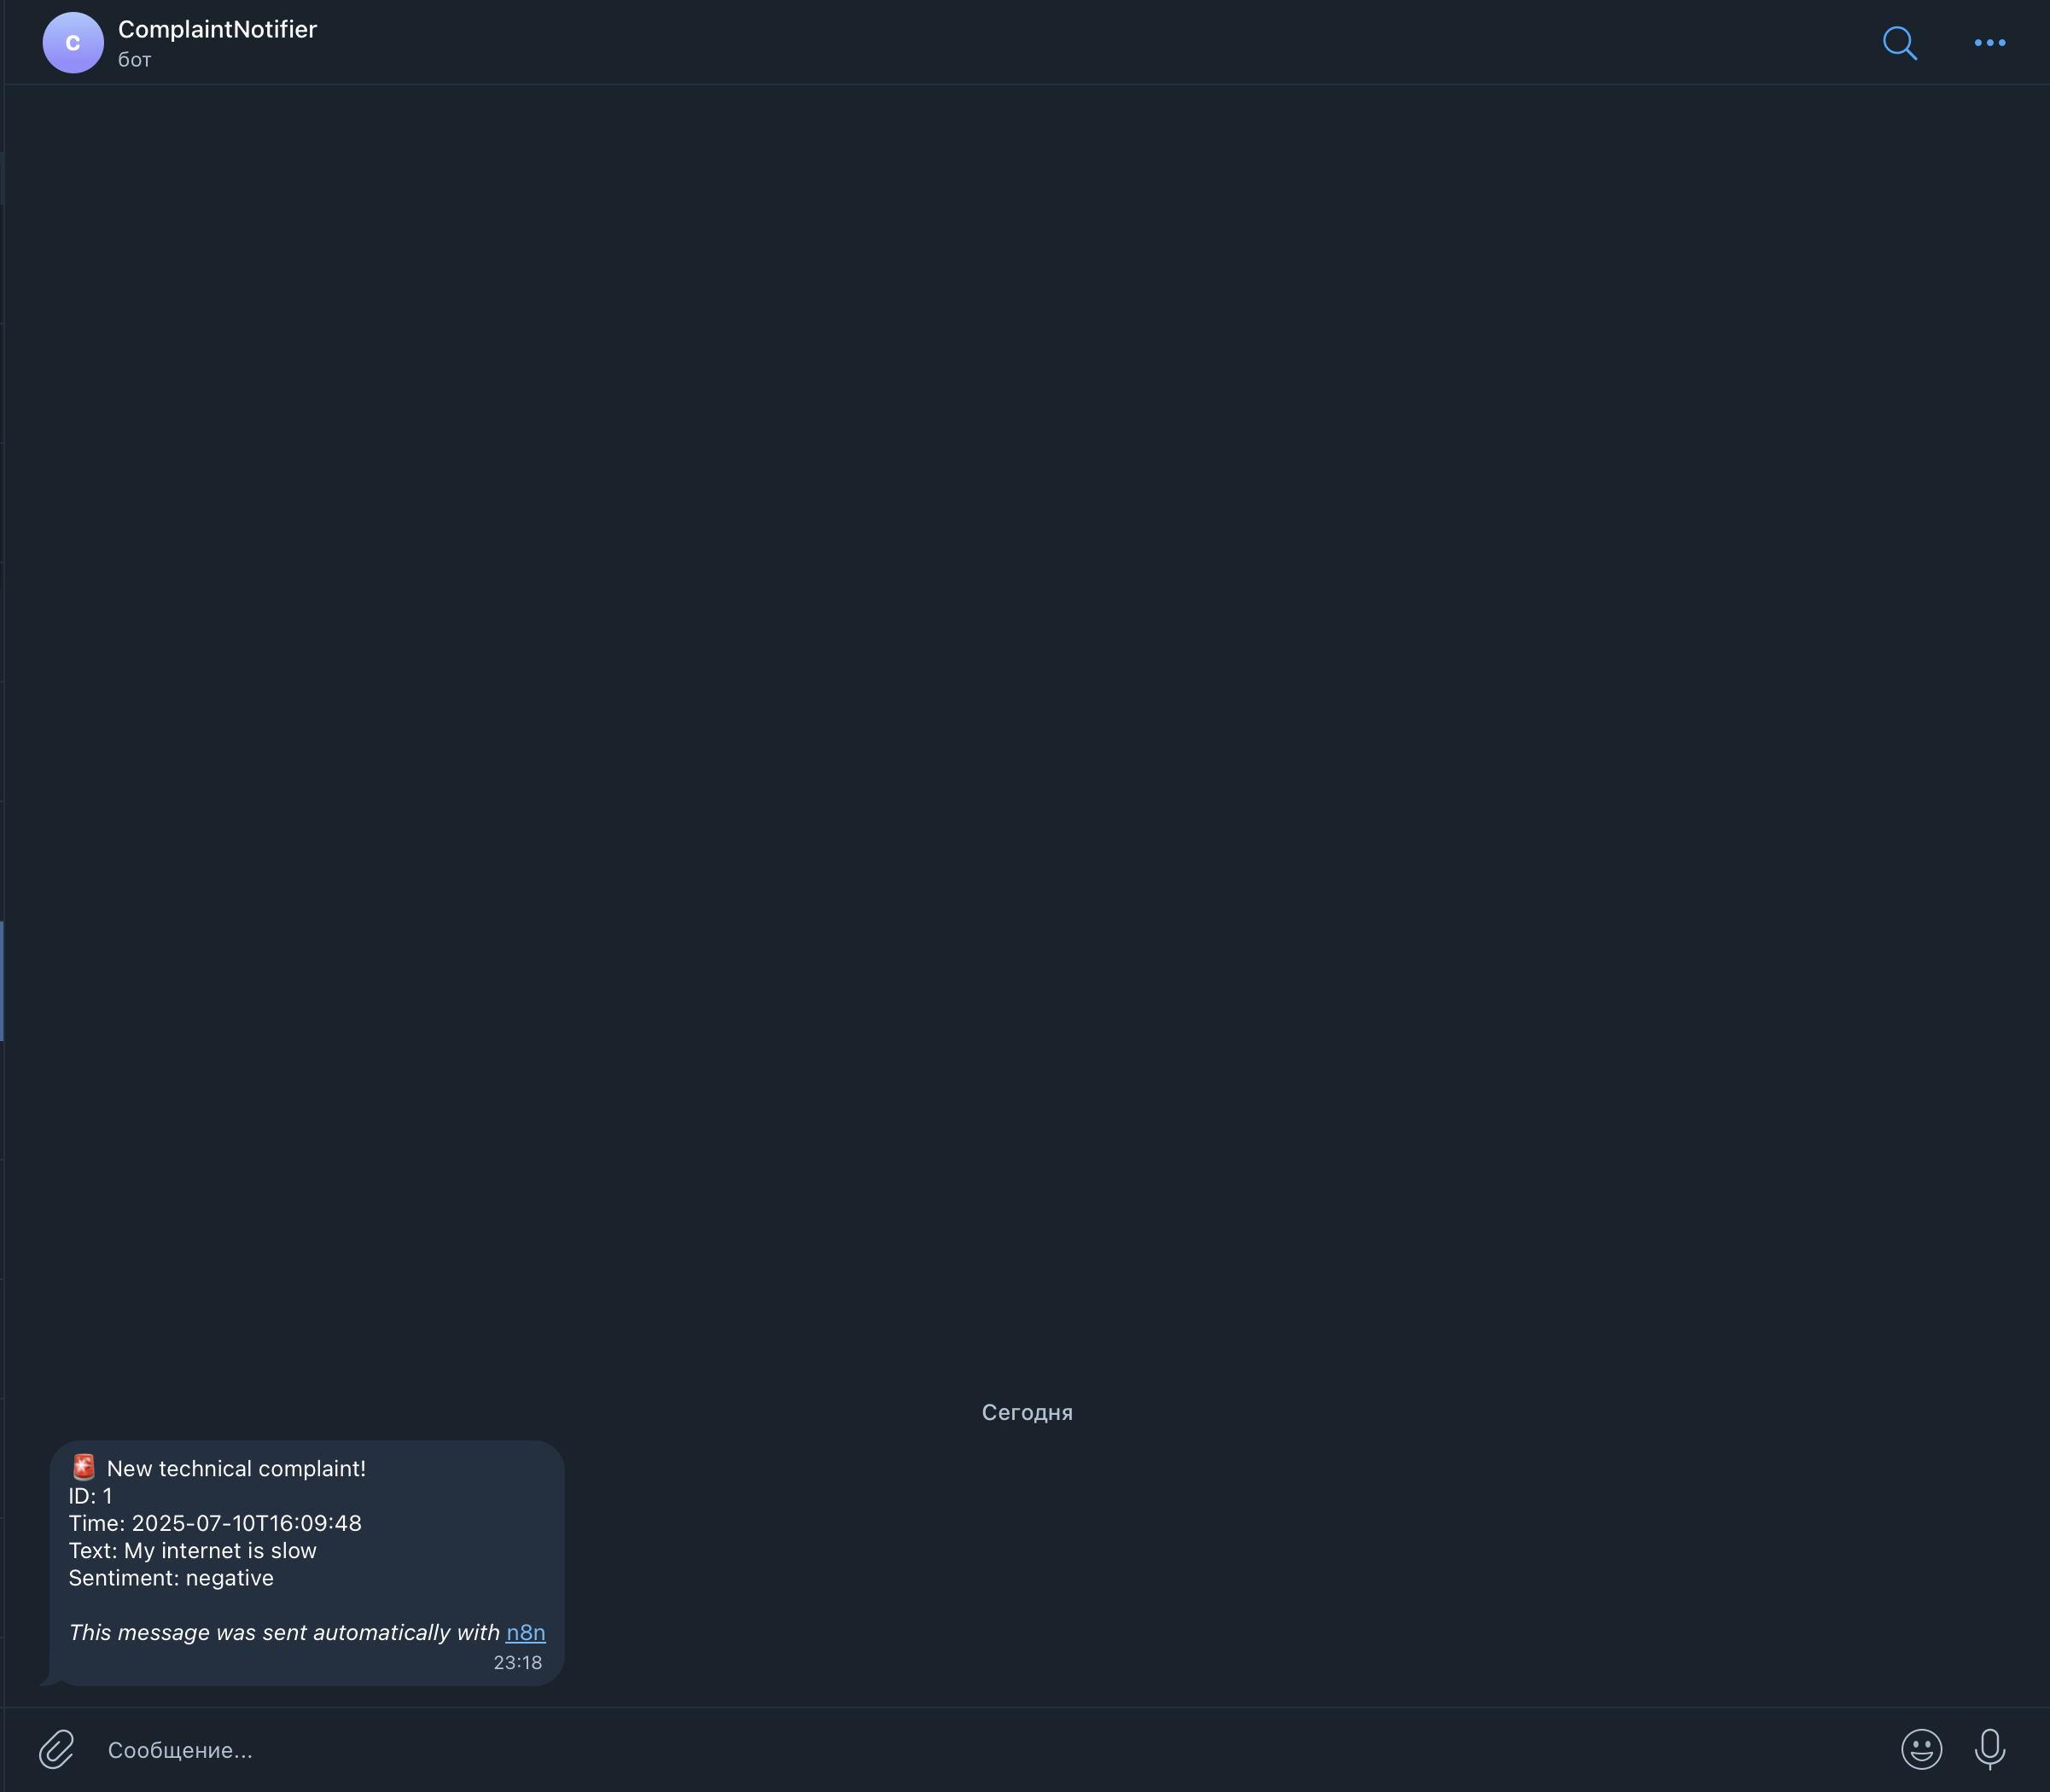 C
ComplaintNotifier
бот
Сегодня
🚨 New technical complaint!
ID: 1
Time: 2025-07-10T16:09:48
Text: My internet is slow
Sentiment: negative
This message was sent automatically with n8n
23:18
Сообщение...